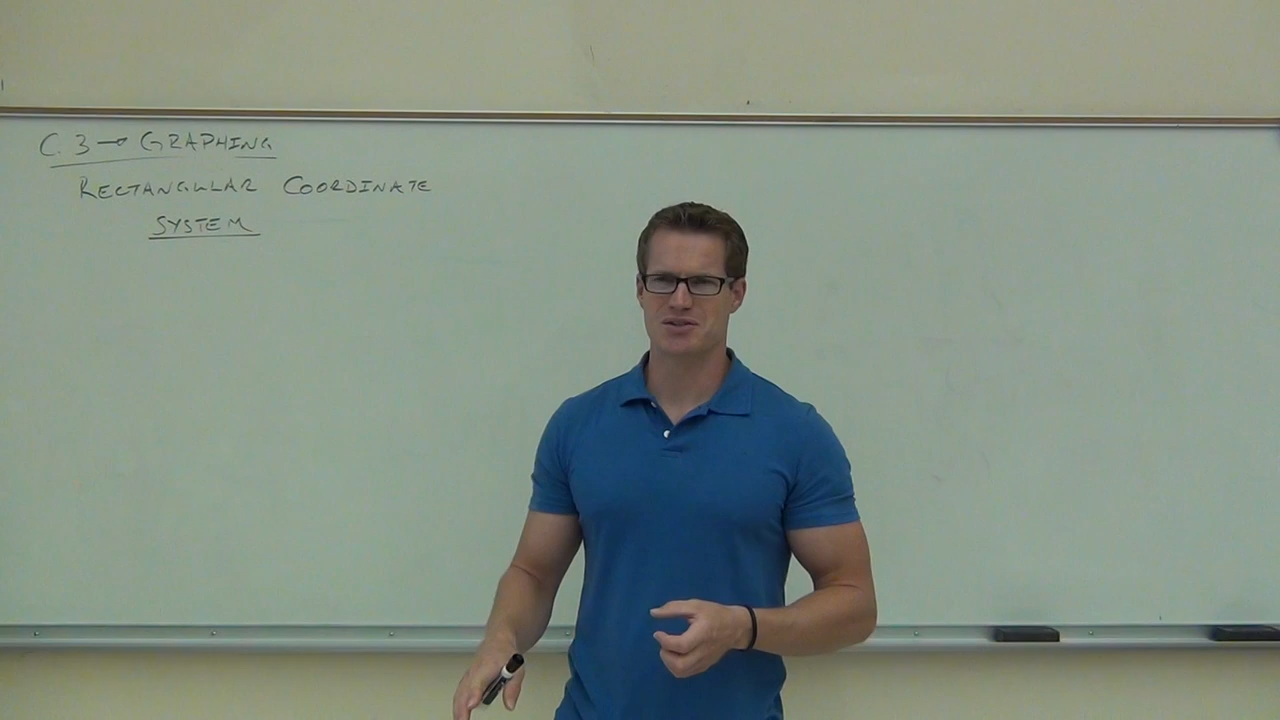 C.3 → GRAPHING
RECTANGULAR COORDINATE
SYSTEM